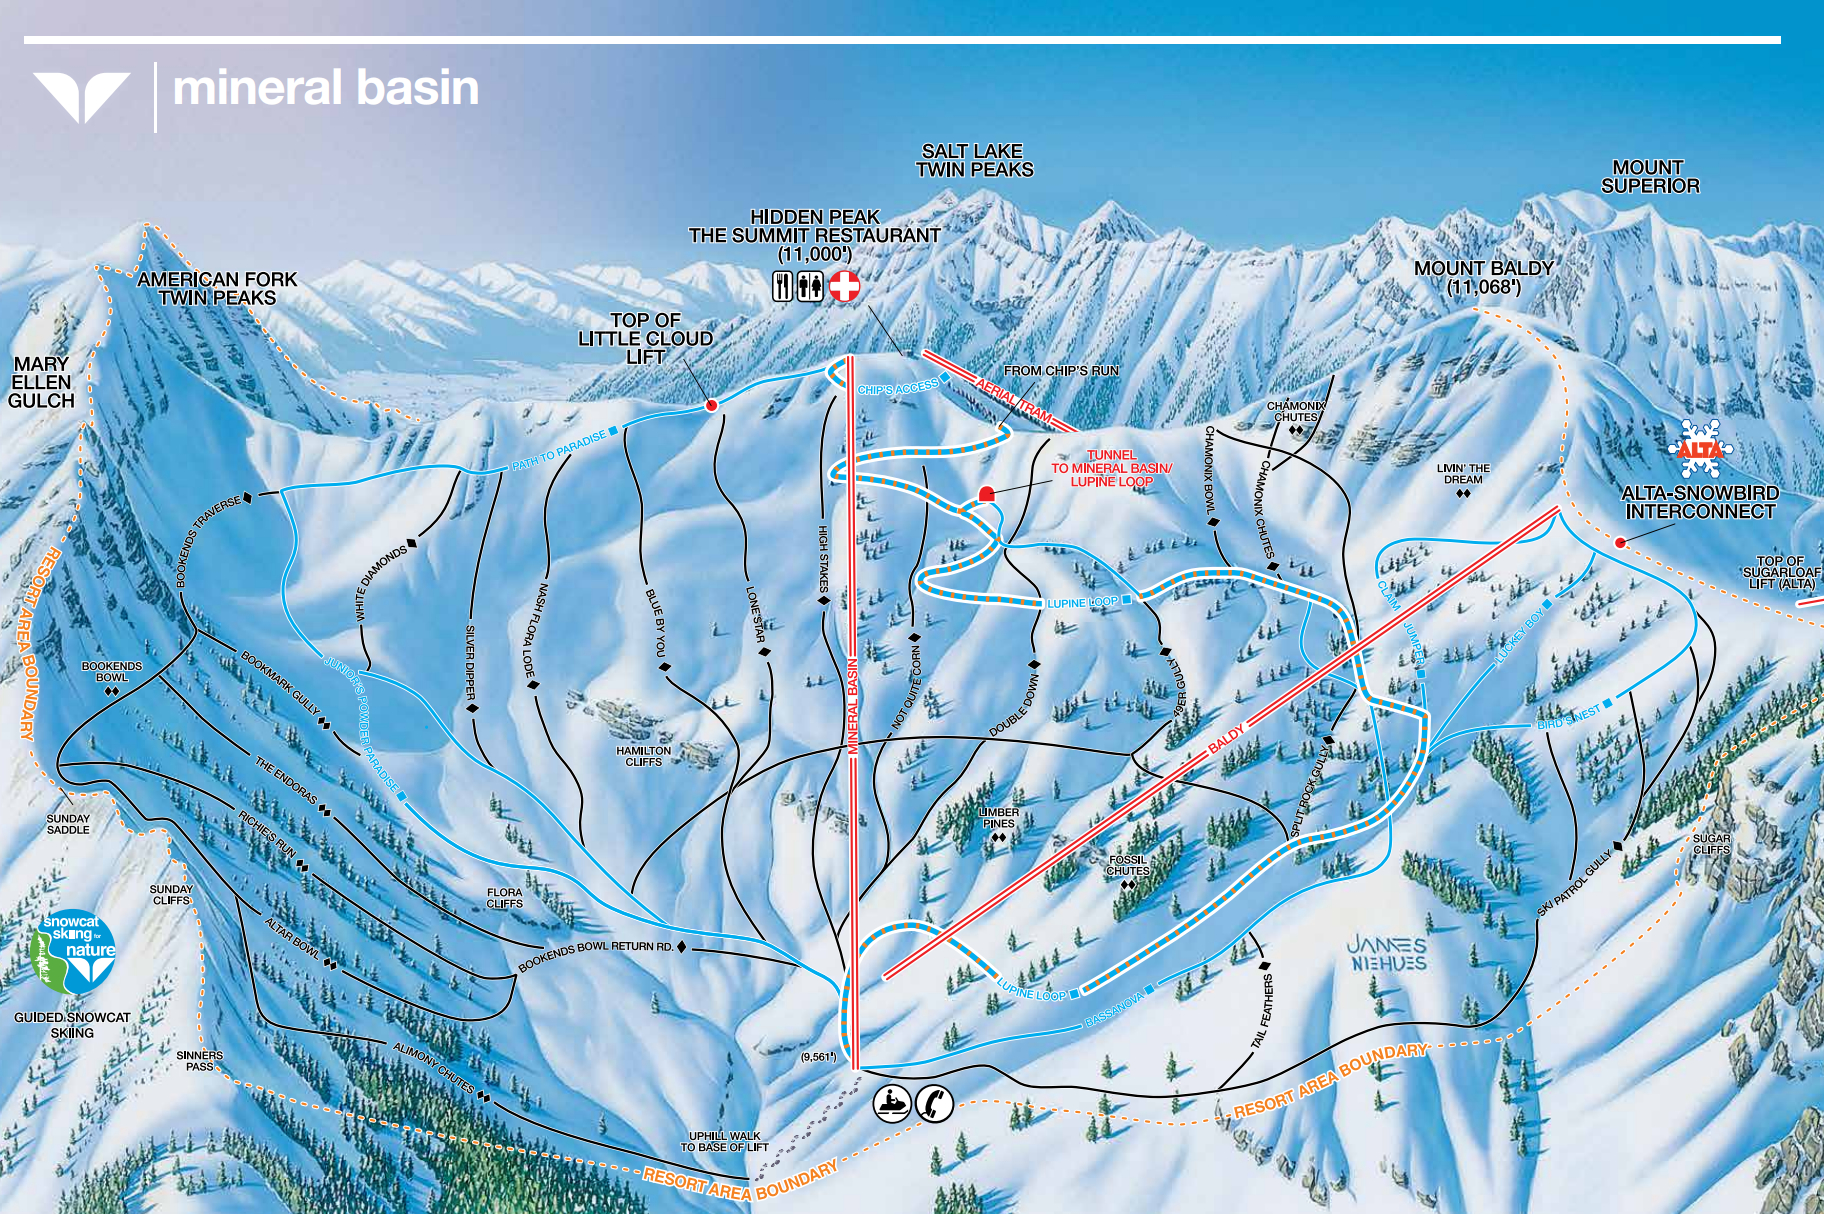 mineral basin
SALT LAKE
TWIN PEAKS
MOUNT
SUPERIOR
HIDDEN PEAK
THE SUMMIT RESTAURANT
(11,000')
MOUNT BALDY
(11,068')
AMERICAN FORK
TWIN PEAKS
TOP OF
LITTLE CLOUD
LIFT
MARY
ELLEN
GULCH
FROM CHIP'S RUN
CHIP'S ACCESS
AERIAL TRAM
CHAMONIX
CHUTES
PATH TO PARADISE
TUNNEL
TO MINERAL BASIN/
LUPINE LOOP
CHAMONIX BOWL
CHAMONIX CHUTES
LIVIN' THE
DREAM
ALTA
ALTA-SNOWBIRD
INTERCONNECT
TOP OF
SUGARLOAF
LIFT (ALTA)
BOOKENDS TRAVERSE
WHITE DIAMONDS
SILVER DIPPER
NASH FLORA LODE
BLUE BY YOU
LONESTAR
HIGH STAKES
NOT QUITE CORN
DOUBLE DOWN
LUPINE LOOP
49ER GULLY
CLAIM JUMPER
LUCKEY BOY
BIRD'S NEST
RESORT AREA BOUNDARY
BOOKENDS
BOWL
BOOKMARK GULLY
JUNIOR'S POWDER PARADISE
MINERAL BASIN
BALDY
HAMILTON
CLIFFS
THE ENDORAS
SPLIT ROCK GULLY
SUNDAY
SADDLE
RICHIE'S RUN
LIMBER
PINES
FOSSIL
CHUTES
SUGAR
CLIFFS
SUNDAY
CLIFFS
FLORA
CLIFFS
SKI PATROL GULLY
ALTAR BOWL
BOOKENDS BOWL RETURN RD.
snowcat
skiing for
nature
GUIDED SNOWCAT
SKIING
JAMES
NIEHUES
LUPINE LOOP
BASSANOVA
TAIL FEATHERS
SINNERS
PASS
ALIMONY CHUTES
(9,561')
RESORT AREA BOUNDARY
UPHILL WALK
TO BASE OF LIFT
RESORT AREA BOUNDARY